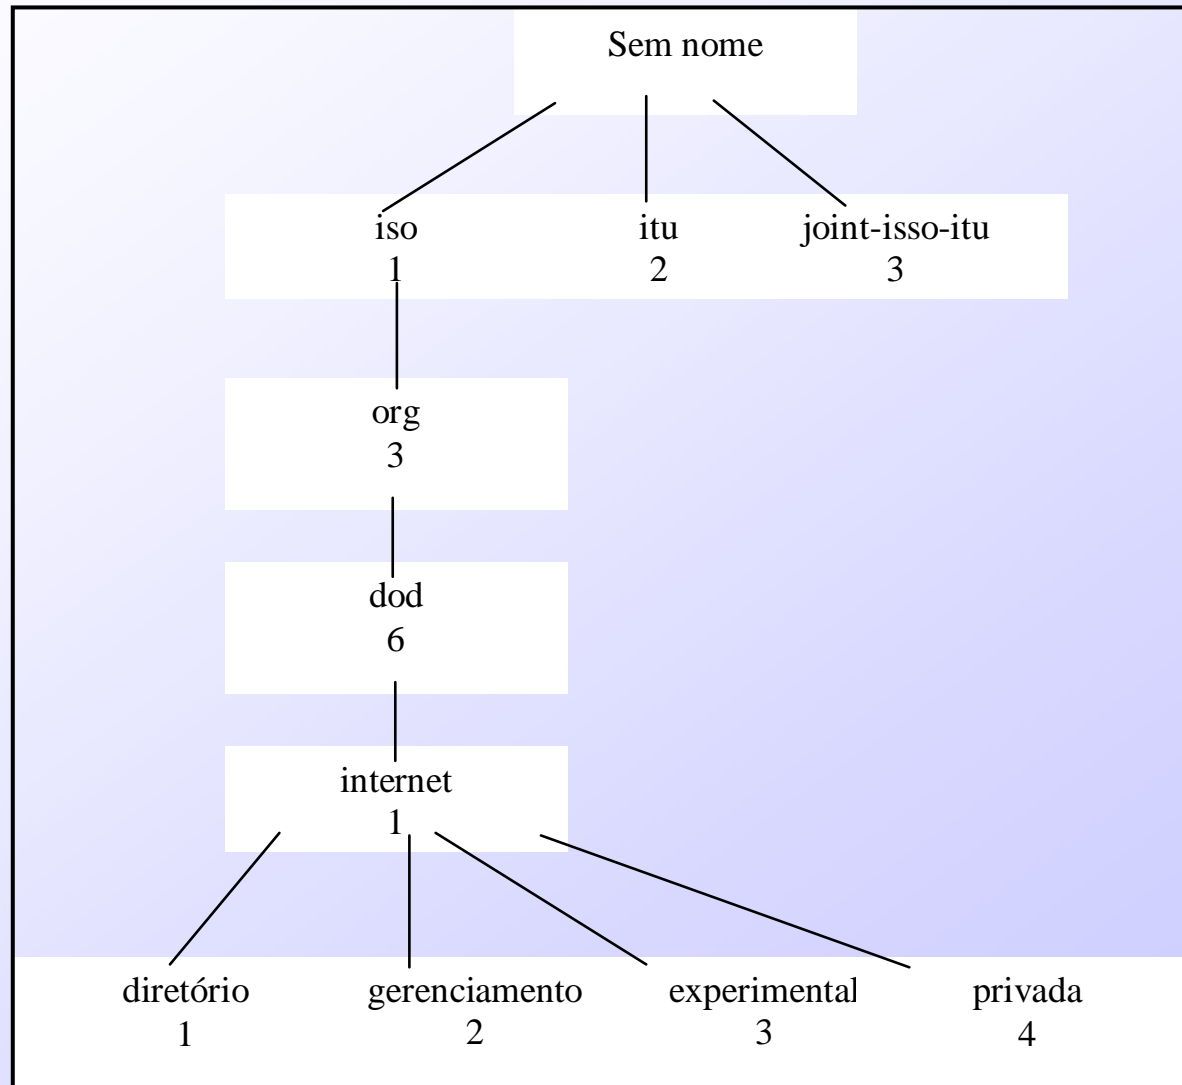 Sem nome
iso itu joint-isso-itu
1 2 3
org
3
dod
6
internet
1
diretório gerenciamento experimental privada
1 2 3 4